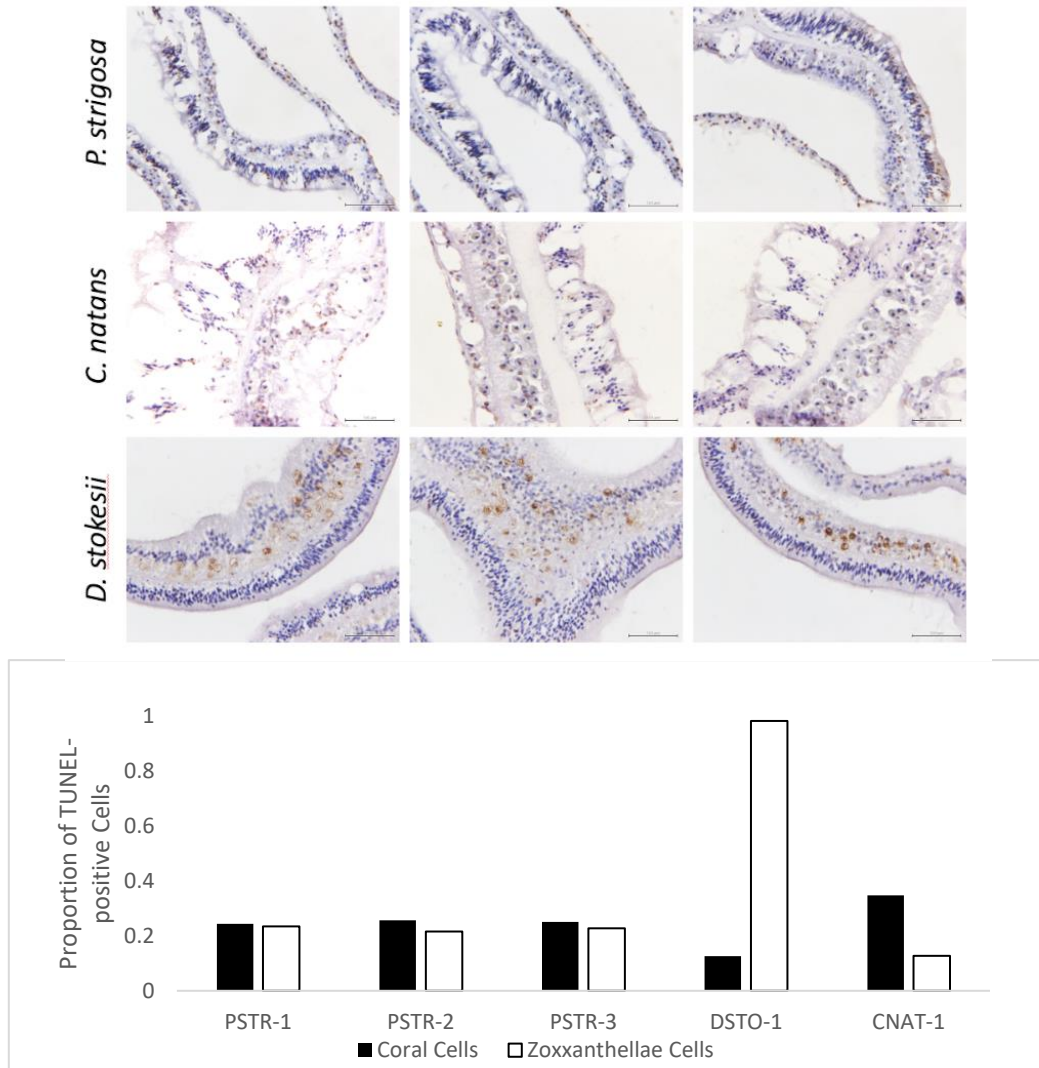 P. strigosa
C. natans
D. stokesii
Proportion of TUNEL-
positive Cells
1
0.8
0.6
0.4
0.2
0
PSTR-1 PSTR-2 PSTR-3 DSTO-1 CNAT-1
Coral Cells Zoxxanthellae Cells